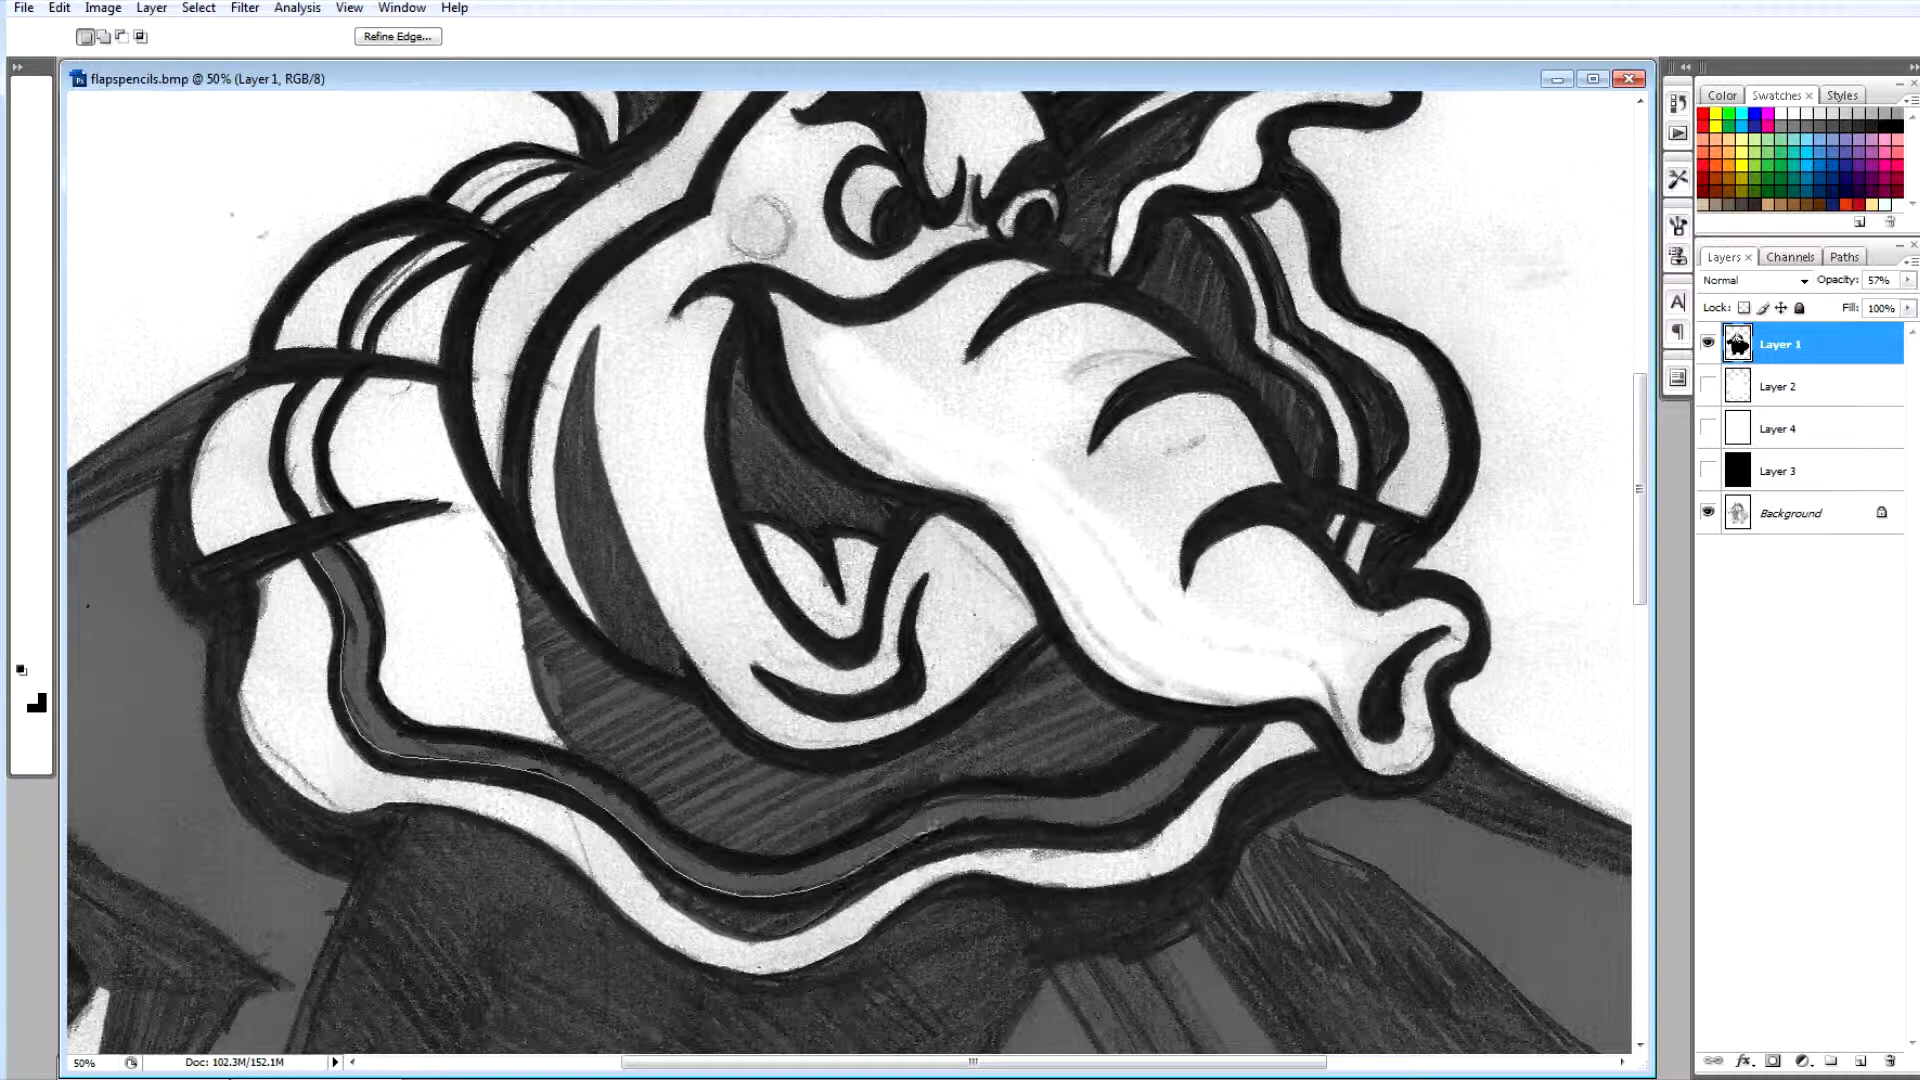 File Edit Image Layer Select Filter Analysis View Window Help
Refine Edge...
flapspencils.bmp @ 50% (Layer 1, RGB/8)
Color Swatches × Styles
Layers × Channels Paths
Normal Opacity: 57%
Lock: Fill: 100%
Layer 1
Layer 2
Layer 4
Layer 3
Background
50% Doc: 102.3M/152.1M